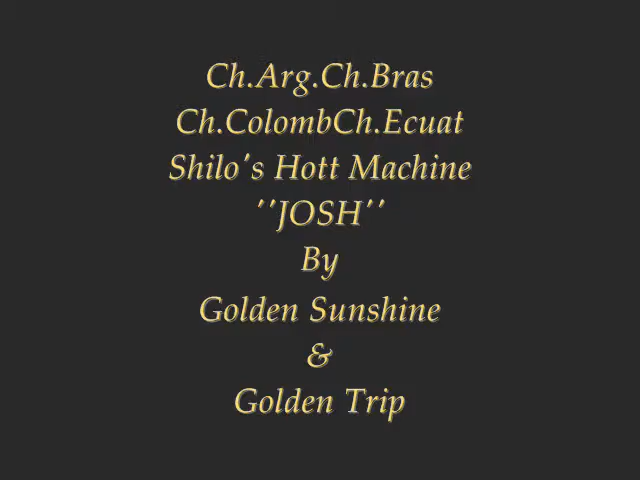 Ch.Arg.Ch.Bras
Ch.ColombCh.Ecuat
Shilo's Hott Machine
''JOSH''
By
Golden Sunshine
&
Golden Trip